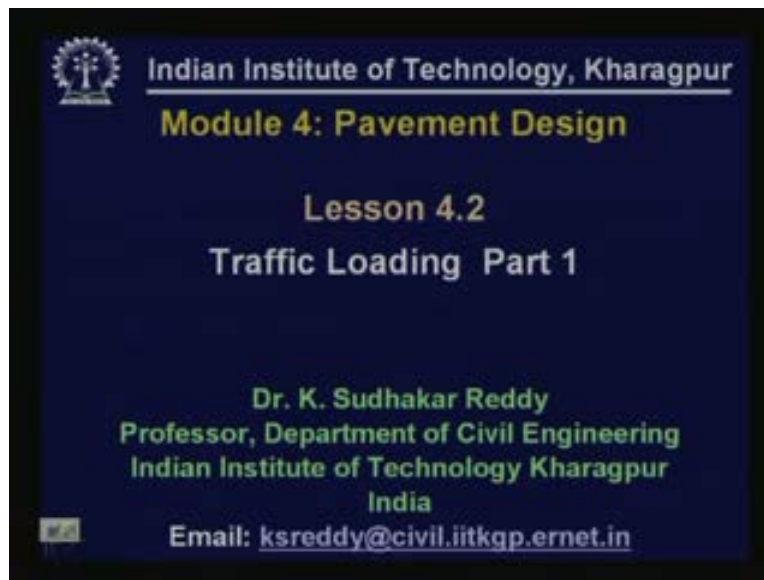 Indian Institute of Technology, Kharagpur
Module 4: Pavement Design
Lesson 4.2
Traffic Loading Part 1
Dr. K. Sudhakar Reddy
Professor, Department of Civil Engineering
Indian Institute of Technology Kharagpur
India
Email: ksreddy@civil.iitkgp.ernet.in